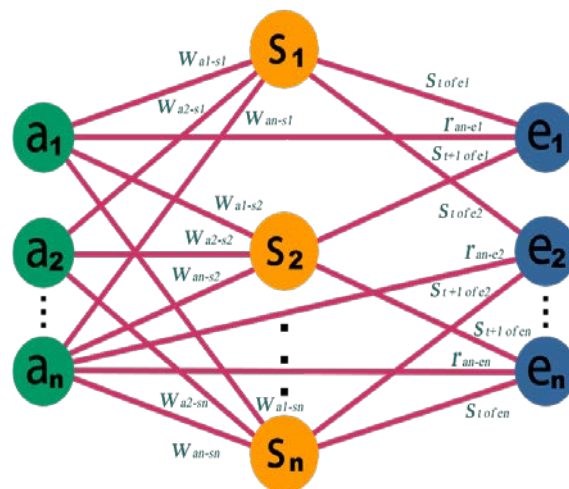 S₁
Wa1-s1
St of e1
Wa2-s1
Wan-s1
a₁
ran-e1
e₁
St+1 of e1
Wa1-s2
St of e2
a₂
Wa2-s2
S₂
ran-e2
e₂
Wan-s2
St+1 of e2
St+1 of en
aₙ
ran-en
eₙ
Wa2-sn
Wa1-sn
St of en
Wan-sn
Sₙ